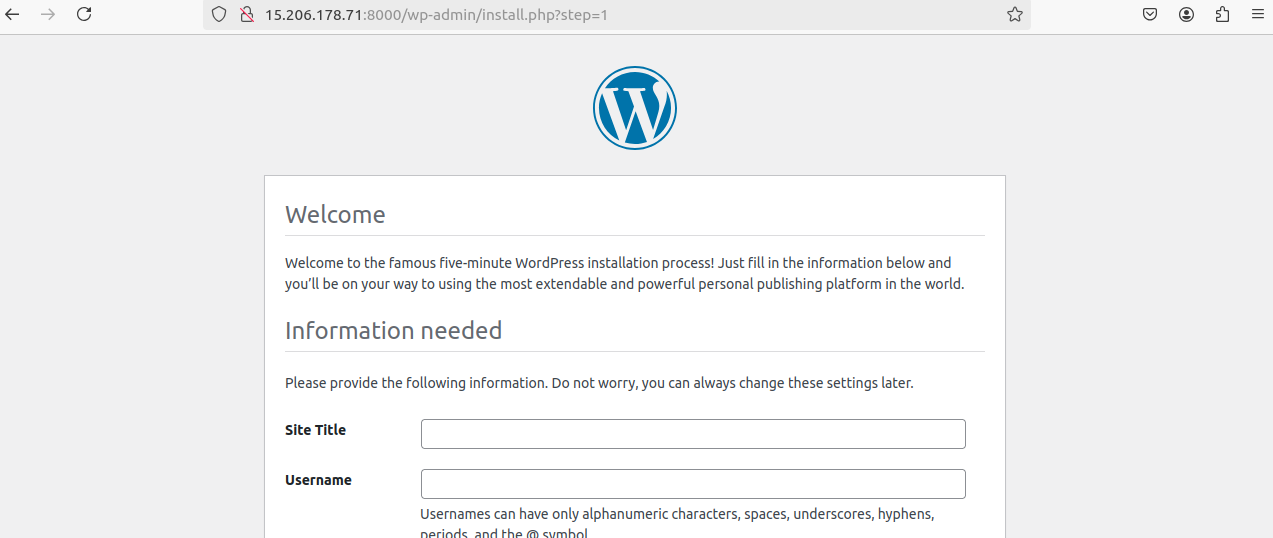 15.206.178.71:8000/wp-admin/install.php?step=1
Welcome
Welcome to the famous five-minute WordPress installation process! Just fill in the information below and
you’ll be on your way to using the most extendable and powerful personal publishing platform in the world.
Information needed
Please provide the following information. Do not worry, you can always change these settings later.
Site Title
Username
Usernames can have only alphanumeric characters, spaces, underscores, hyphens,
periods, and the @ symbol